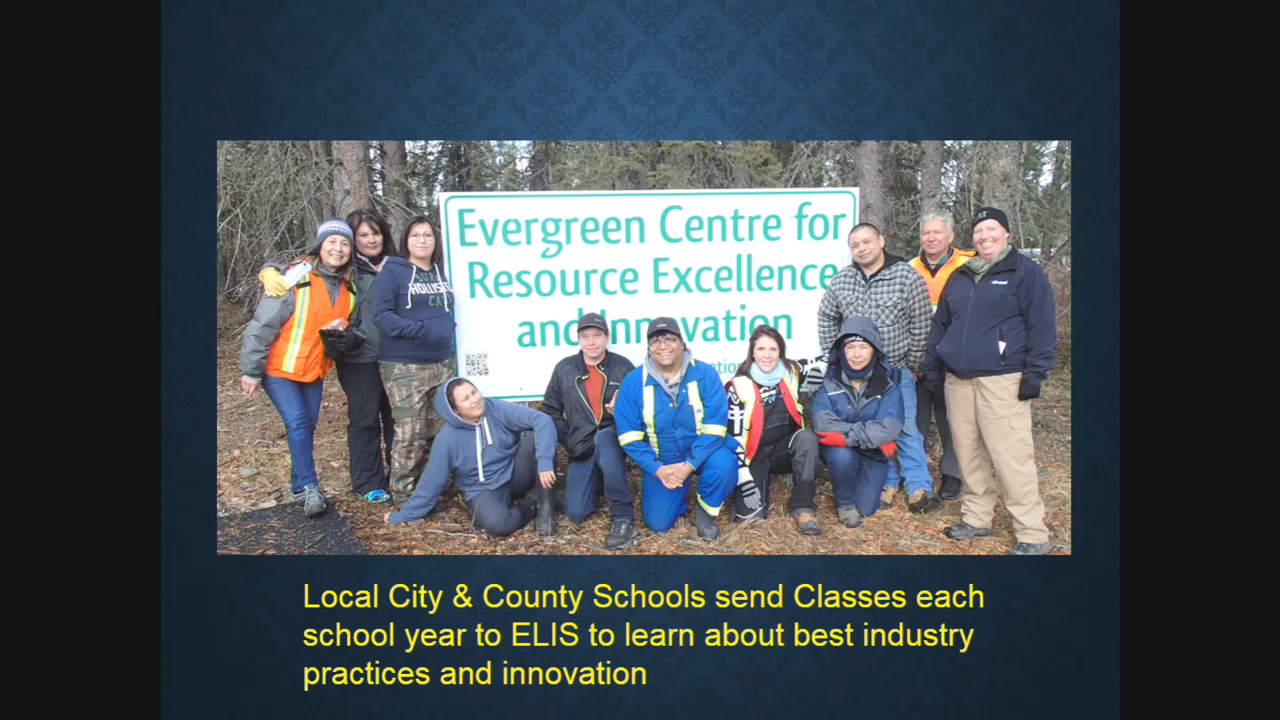 Evergreen Centre for
Resource Excellence
and Innovation
HOLLIS
CA
Local City & County Schools send Classes each
school year to ELIS to learn about best industry
practices and innovation